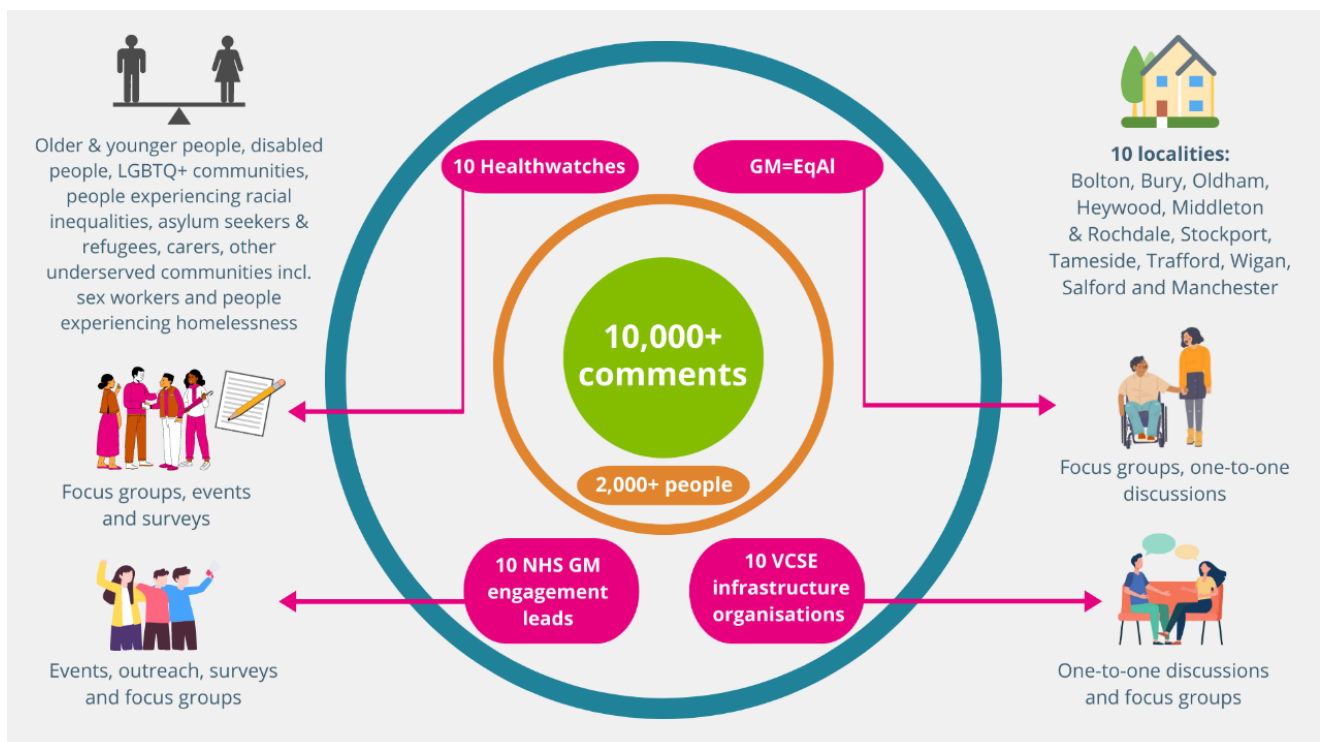 Older & younger people, disabled
people, LGBTQ+ communities,
people experiencing racial
inequalities, asylum seekers &
refugees, carers, other
underserved communities incl.
sex workers and people
experiencing homelessness
Focus groups, events
and surveys
Events, outreach, surveys
and focus groups
10 Healthwatches
GM=EqAl
10,000+
comments
2,000+ people
10 NHS GM
engagement
leads
10 VCSE
infrastructure
organisations
10 localities:
Bolton, Bury, Oldham,
Heywood, Middleton
& Rochdale, Stockport,
Tameside, Trafford, Wigan,
Salford and Manchester
Focus groups, one-to-one
discussions
One-to-one discussions
and focus groups